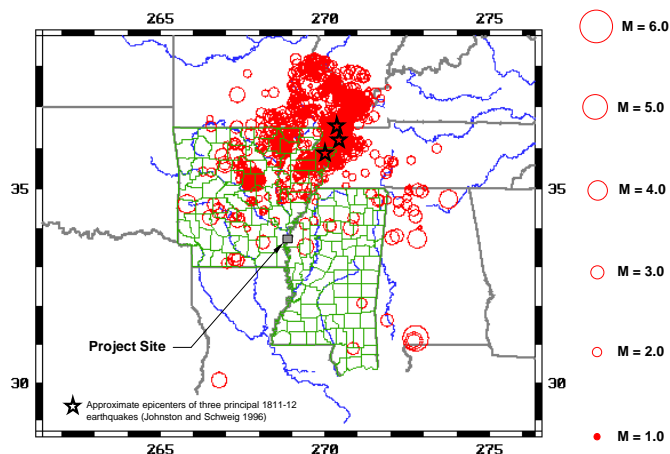 265 270 275
M = 6.0
M = 5.0
35 35
M = 4.0
M = 3.0
Project Site
M = 2.0
30 30
Approximate epicenters of three principal 1811-12
earthquakes (Johnston and Schweig 1996)
M = 1.0
265 270 275